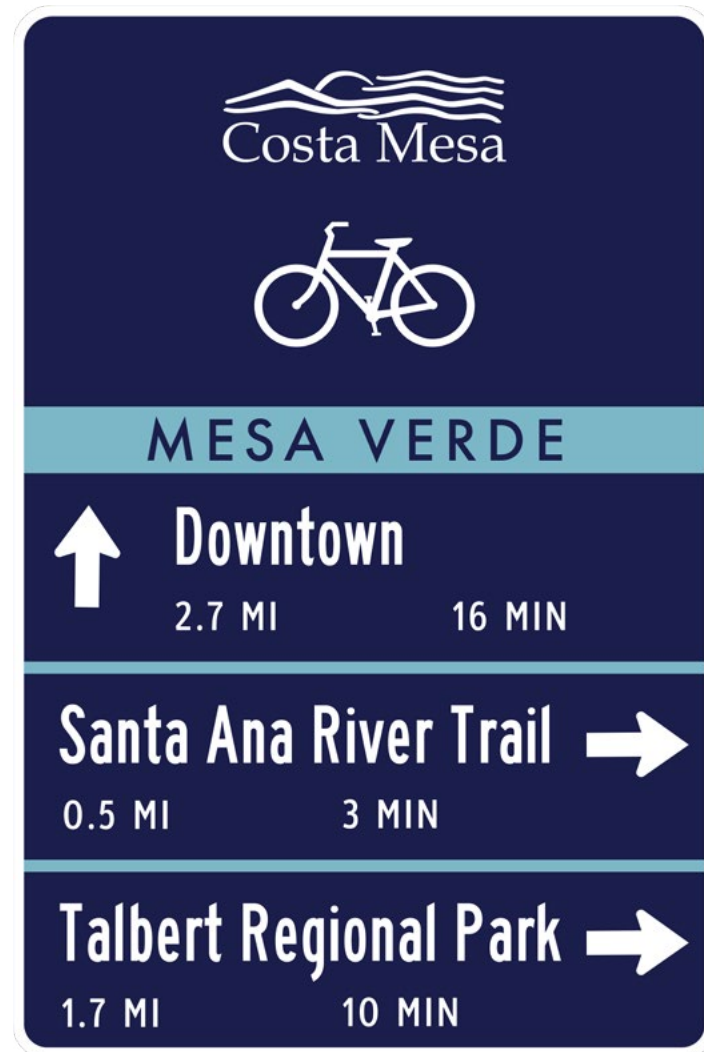 Costa Mesa
MESA VERDE
Downtown
2.7 MI 16 MIN
Santa Ana River Trail
0.5 MI 3 MIN
Talbert Regional Park
1.7 MI 10 MIN